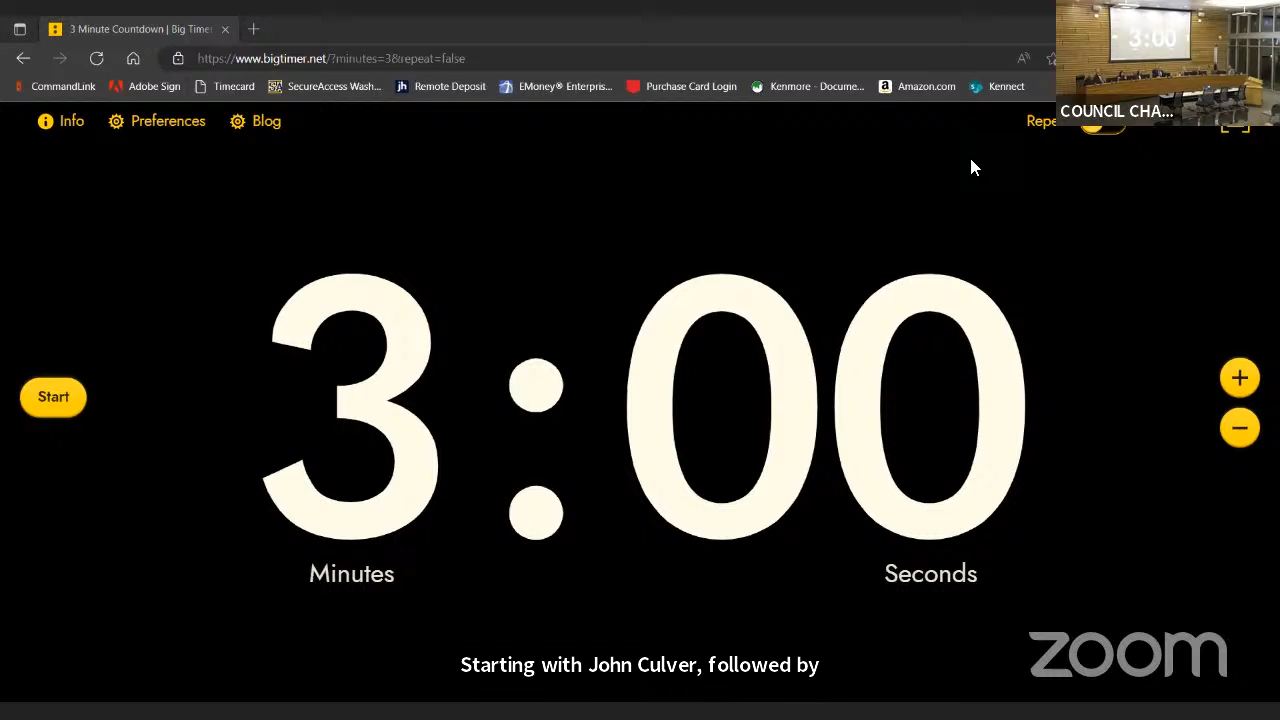 3 Minute Countdown | Big Timer
https://www.bigtimer.net/?minutes=3&repeat=false
CommandLink Adobe Sign Timecard SecureAccess Wash... Remote Deposit EMoney® Enterpris... Purchase Card Login Kenmore - Docume... Amazon.com Kennect
3:00
COUNCIL CHA...
Info Preferences Blog Repe
Start
3:00
+
−
Minutes Seconds
Starting with John Culver, followed by
zoom